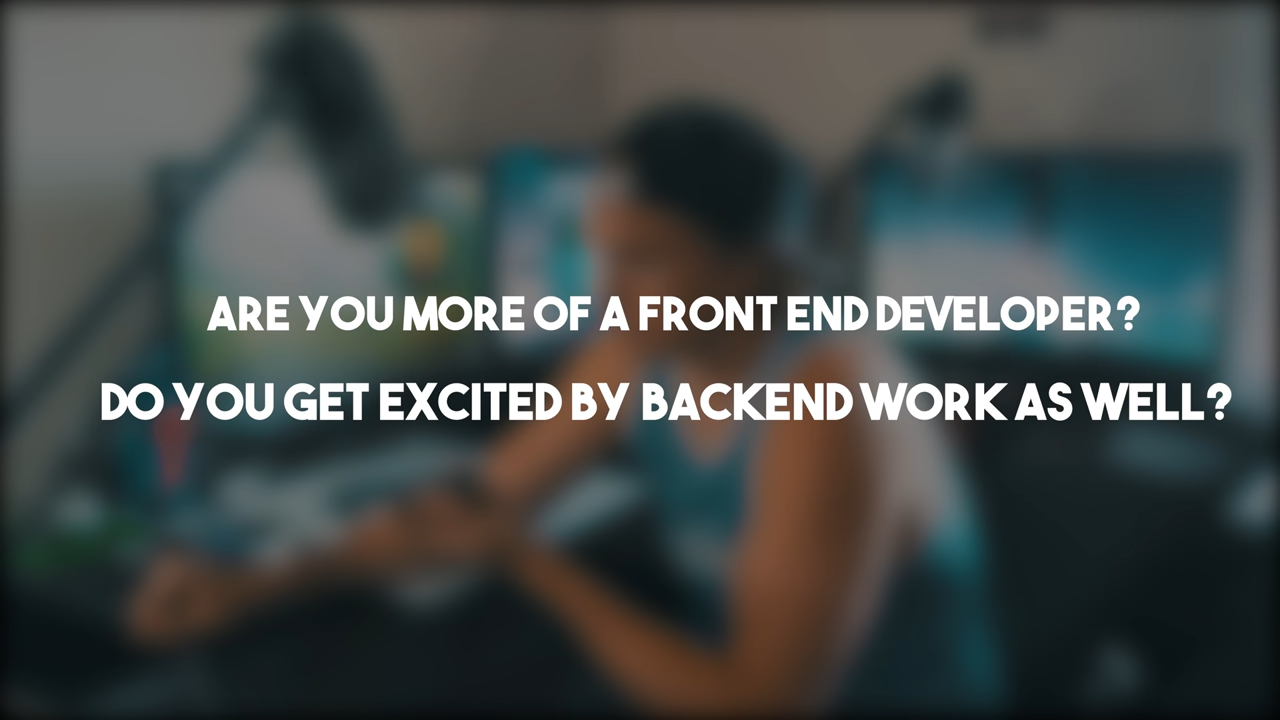 ARE YOU MORE OF A FRONT END DEVELOPER?
DO YOU GET EXCITED BY BACKEND WORK AS WELL?